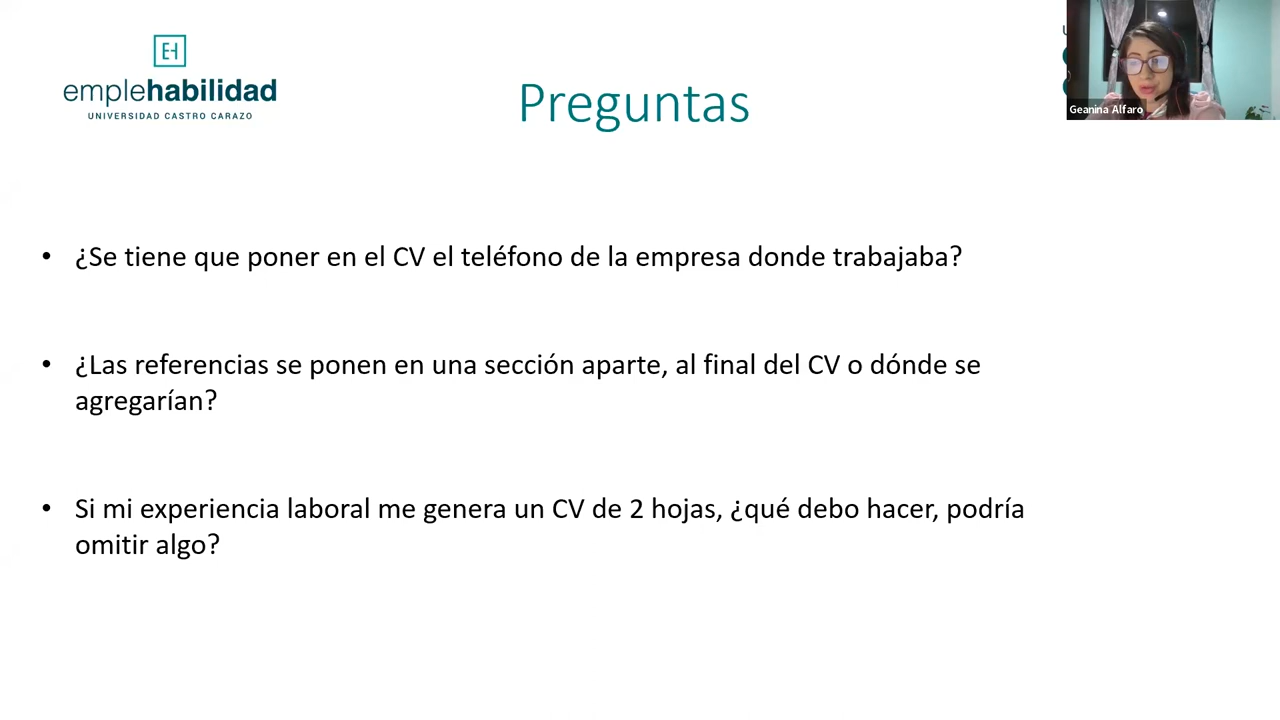 EH
emplehabilidad
UNIVERSIDAD CASTRO CARAZO
Preguntas
Geanina Alfaro
• ¿Se tiene que poner en el CV el teléfono de la empresa donde trabajaba?
• ¿Las referencias se ponen en una sección aparte, al final del CV o dónde se
agregarían?
• Si mi experiencia laboral me genera un CV de 2 hojas, ¿qué debo hacer, podría
omitir algo?